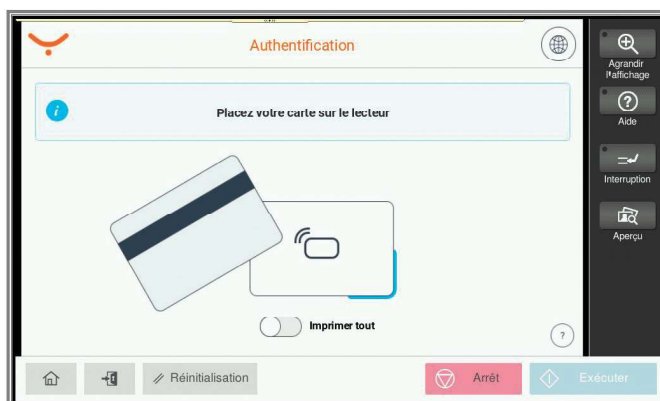 Authentification
Placez votre carte sur le lecteur
Imprimer tout
?
Réinitialisation
Arrêt
Exécuter
Agrandir
l'affichage
?
Aide
Interruption
Aperçu